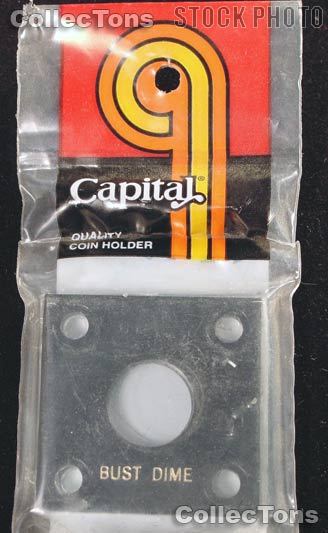 CollecTons STOCK PHOTO
Capital®
QUALITY
COIN HOLDER
BUST DIME
CollecTons